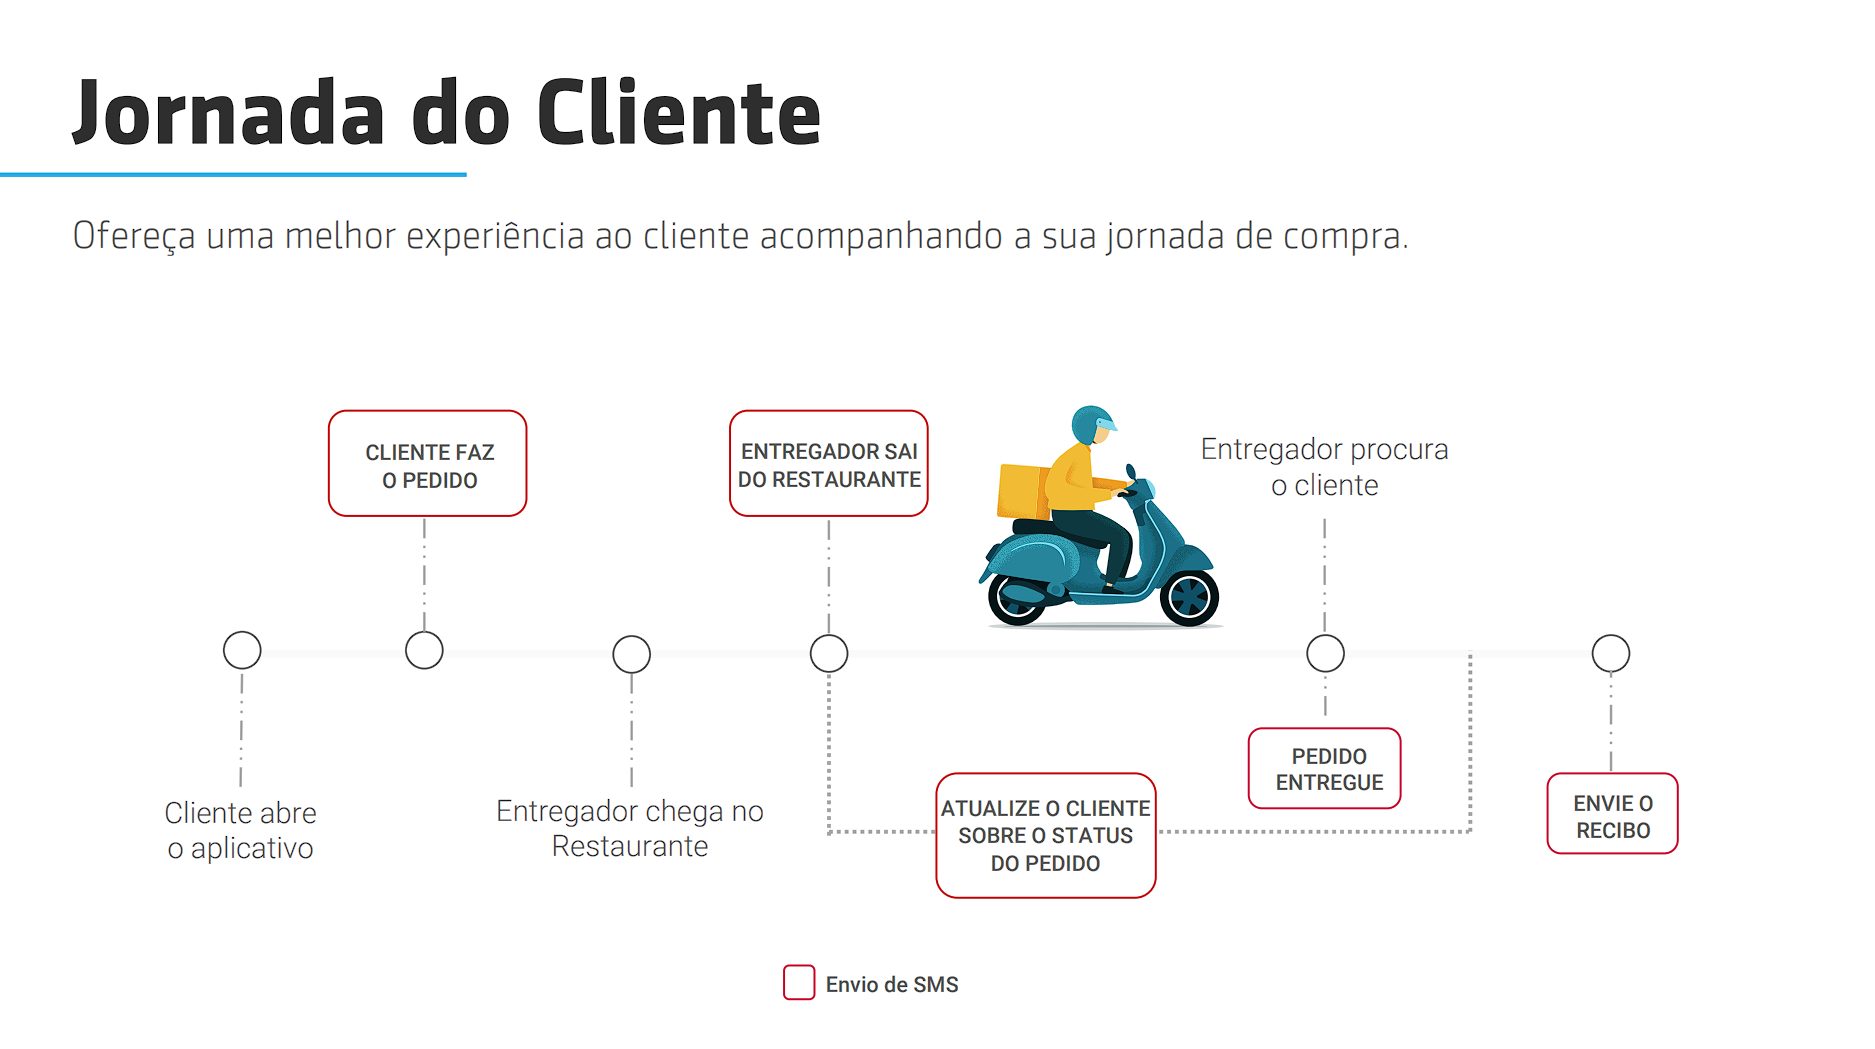 Jornada do Cliente
Ofereça uma melhor experiência ao cliente acompanhando a sua jornada de compra.
CLIENTE FAZ
O PEDIDO
ENTREGADOR SAI
DO RESTAURANTE
Entregador procura
o cliente
Cliente abre
o aplicativo
Entregador chega no
Restaurante
ATUALIZE O CLIENTE
SOBRE O STATUS
DO PEDIDO
PEDIDO
ENTREGUE
ENVIE O
RECIBO
Envio de SMS